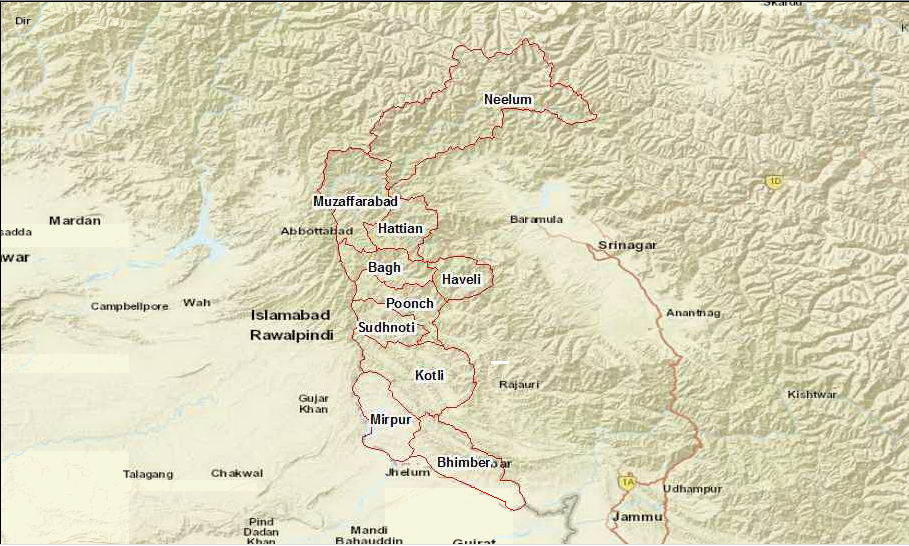 Skardu
Dir
K
Neelum
1D
Muzaffarabad
Mardan
Baramula
sadda
Abbottabad
Hattian
Srinagar
war
Bagh
Haveli
Campbellpore
Wah
Poonch
Islamabad
Anantnag
Rawalpindi
Sudhnoti
Kotli
Rajauri
Gujar
Khan
Kishtwar
Mirpur
Bhimber
ar
Talagang
Chakwal
Jhelum
1A
Udhampur
Jammu
Pind
Dadan
Khan
Mandi
Bahauddin
Gujrat